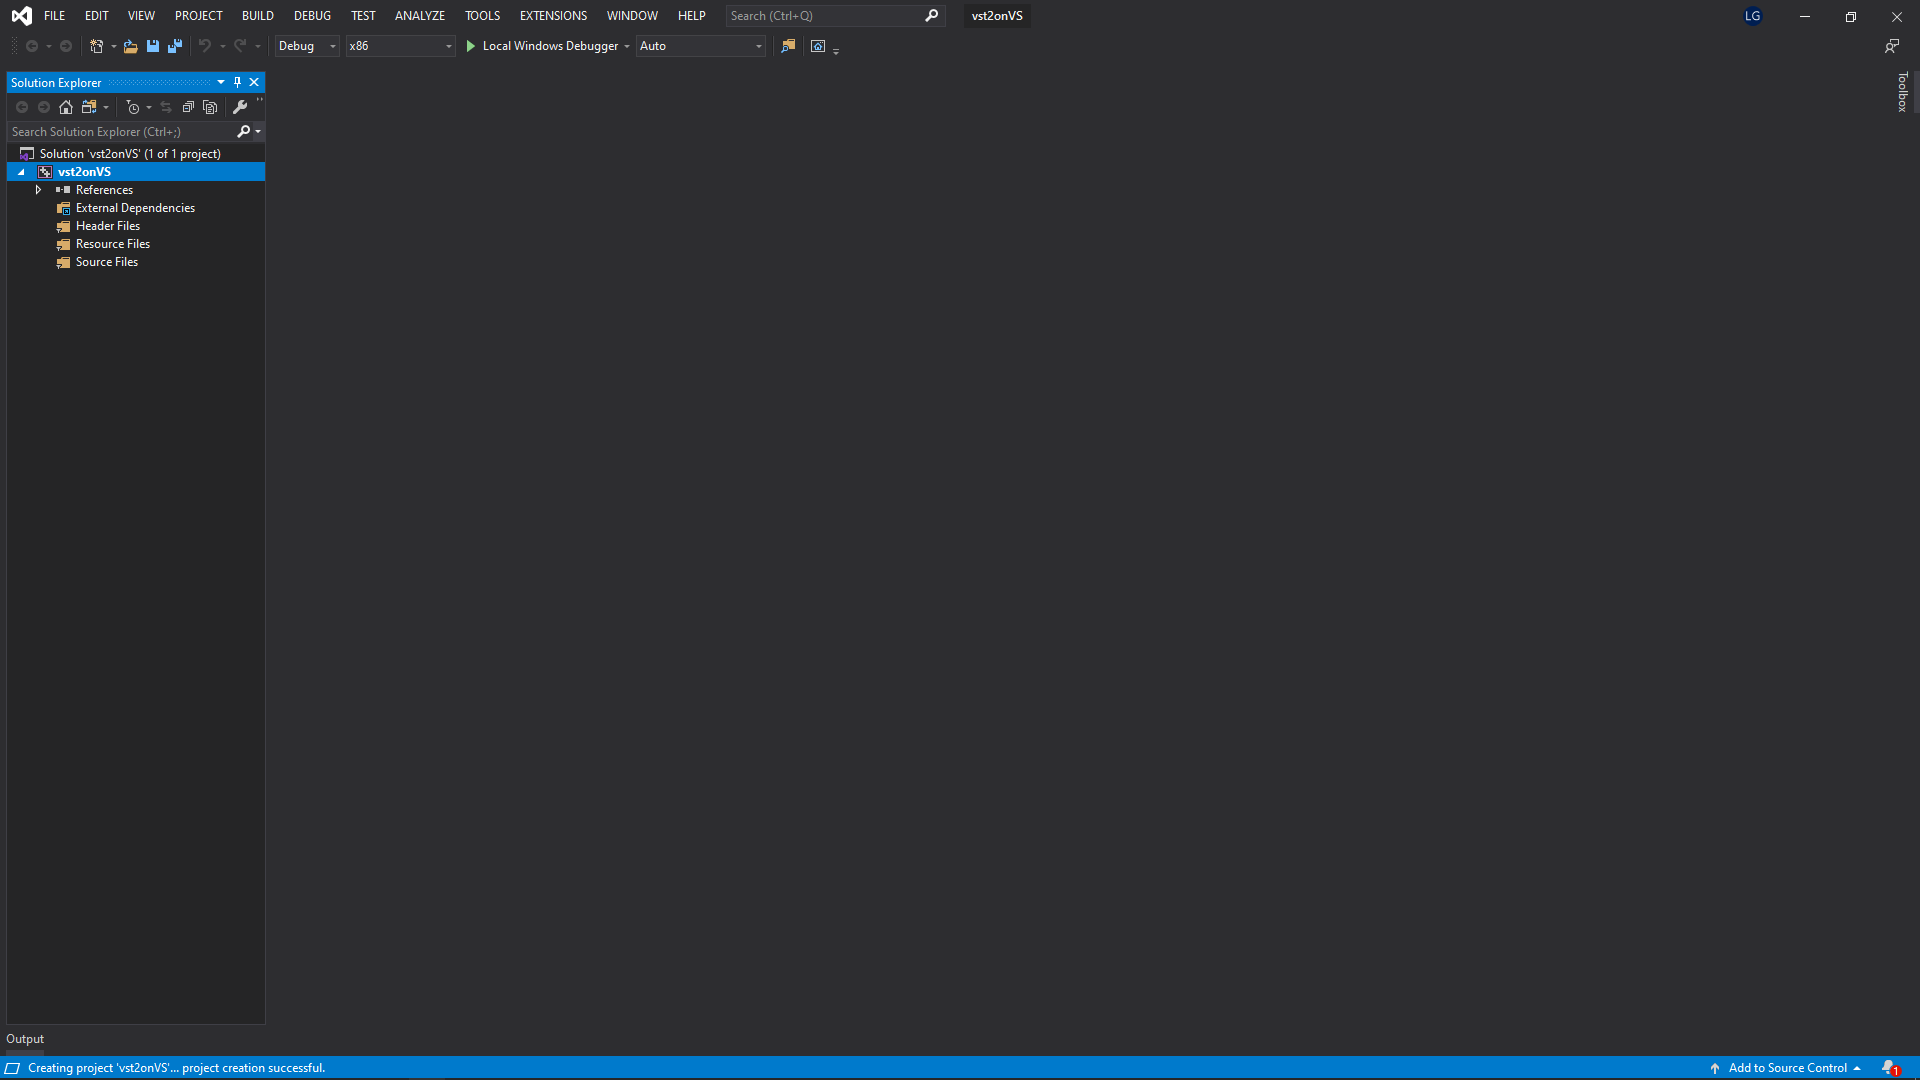 FILE EDIT VIEW PROJECT BUILD DEBUG TEST ANALYZE TOOLS EXTENSIONS WINDOW HELP Search (Ctrl+Q) vst2onVS LG
Debug x86 Local Windows Debugger Auto
Solution Explorer
Toolbox
Search Solution Explorer (Ctrl+;)
Solution 'vst2onVS' (1 of 1 project)
vst2onVS
References
External Dependencies
Header Files
Resource Files
Source Files
Output
Creating project 'vst2onVS'... project creation successful. Add to Source Control 1